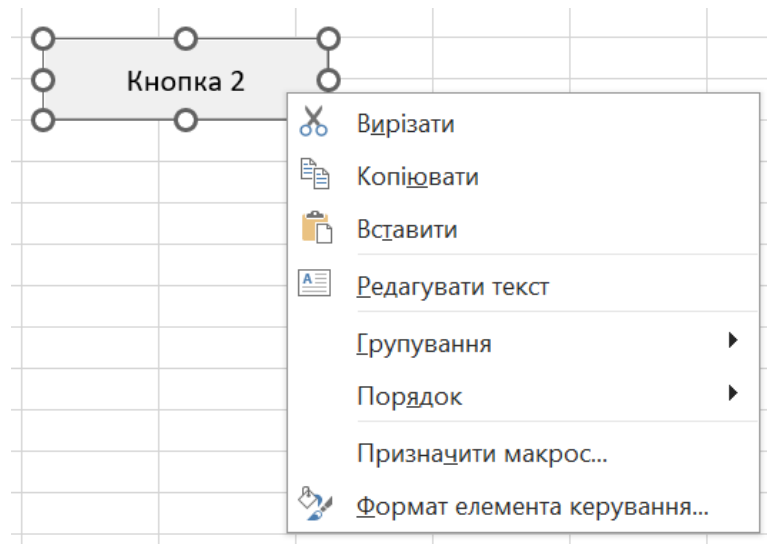 Кнопка 2
Вирізати
Копіювати
Вставити
Редагувати текст
Групування
Порядок
Призначити макрос...
Формат елемента керування...